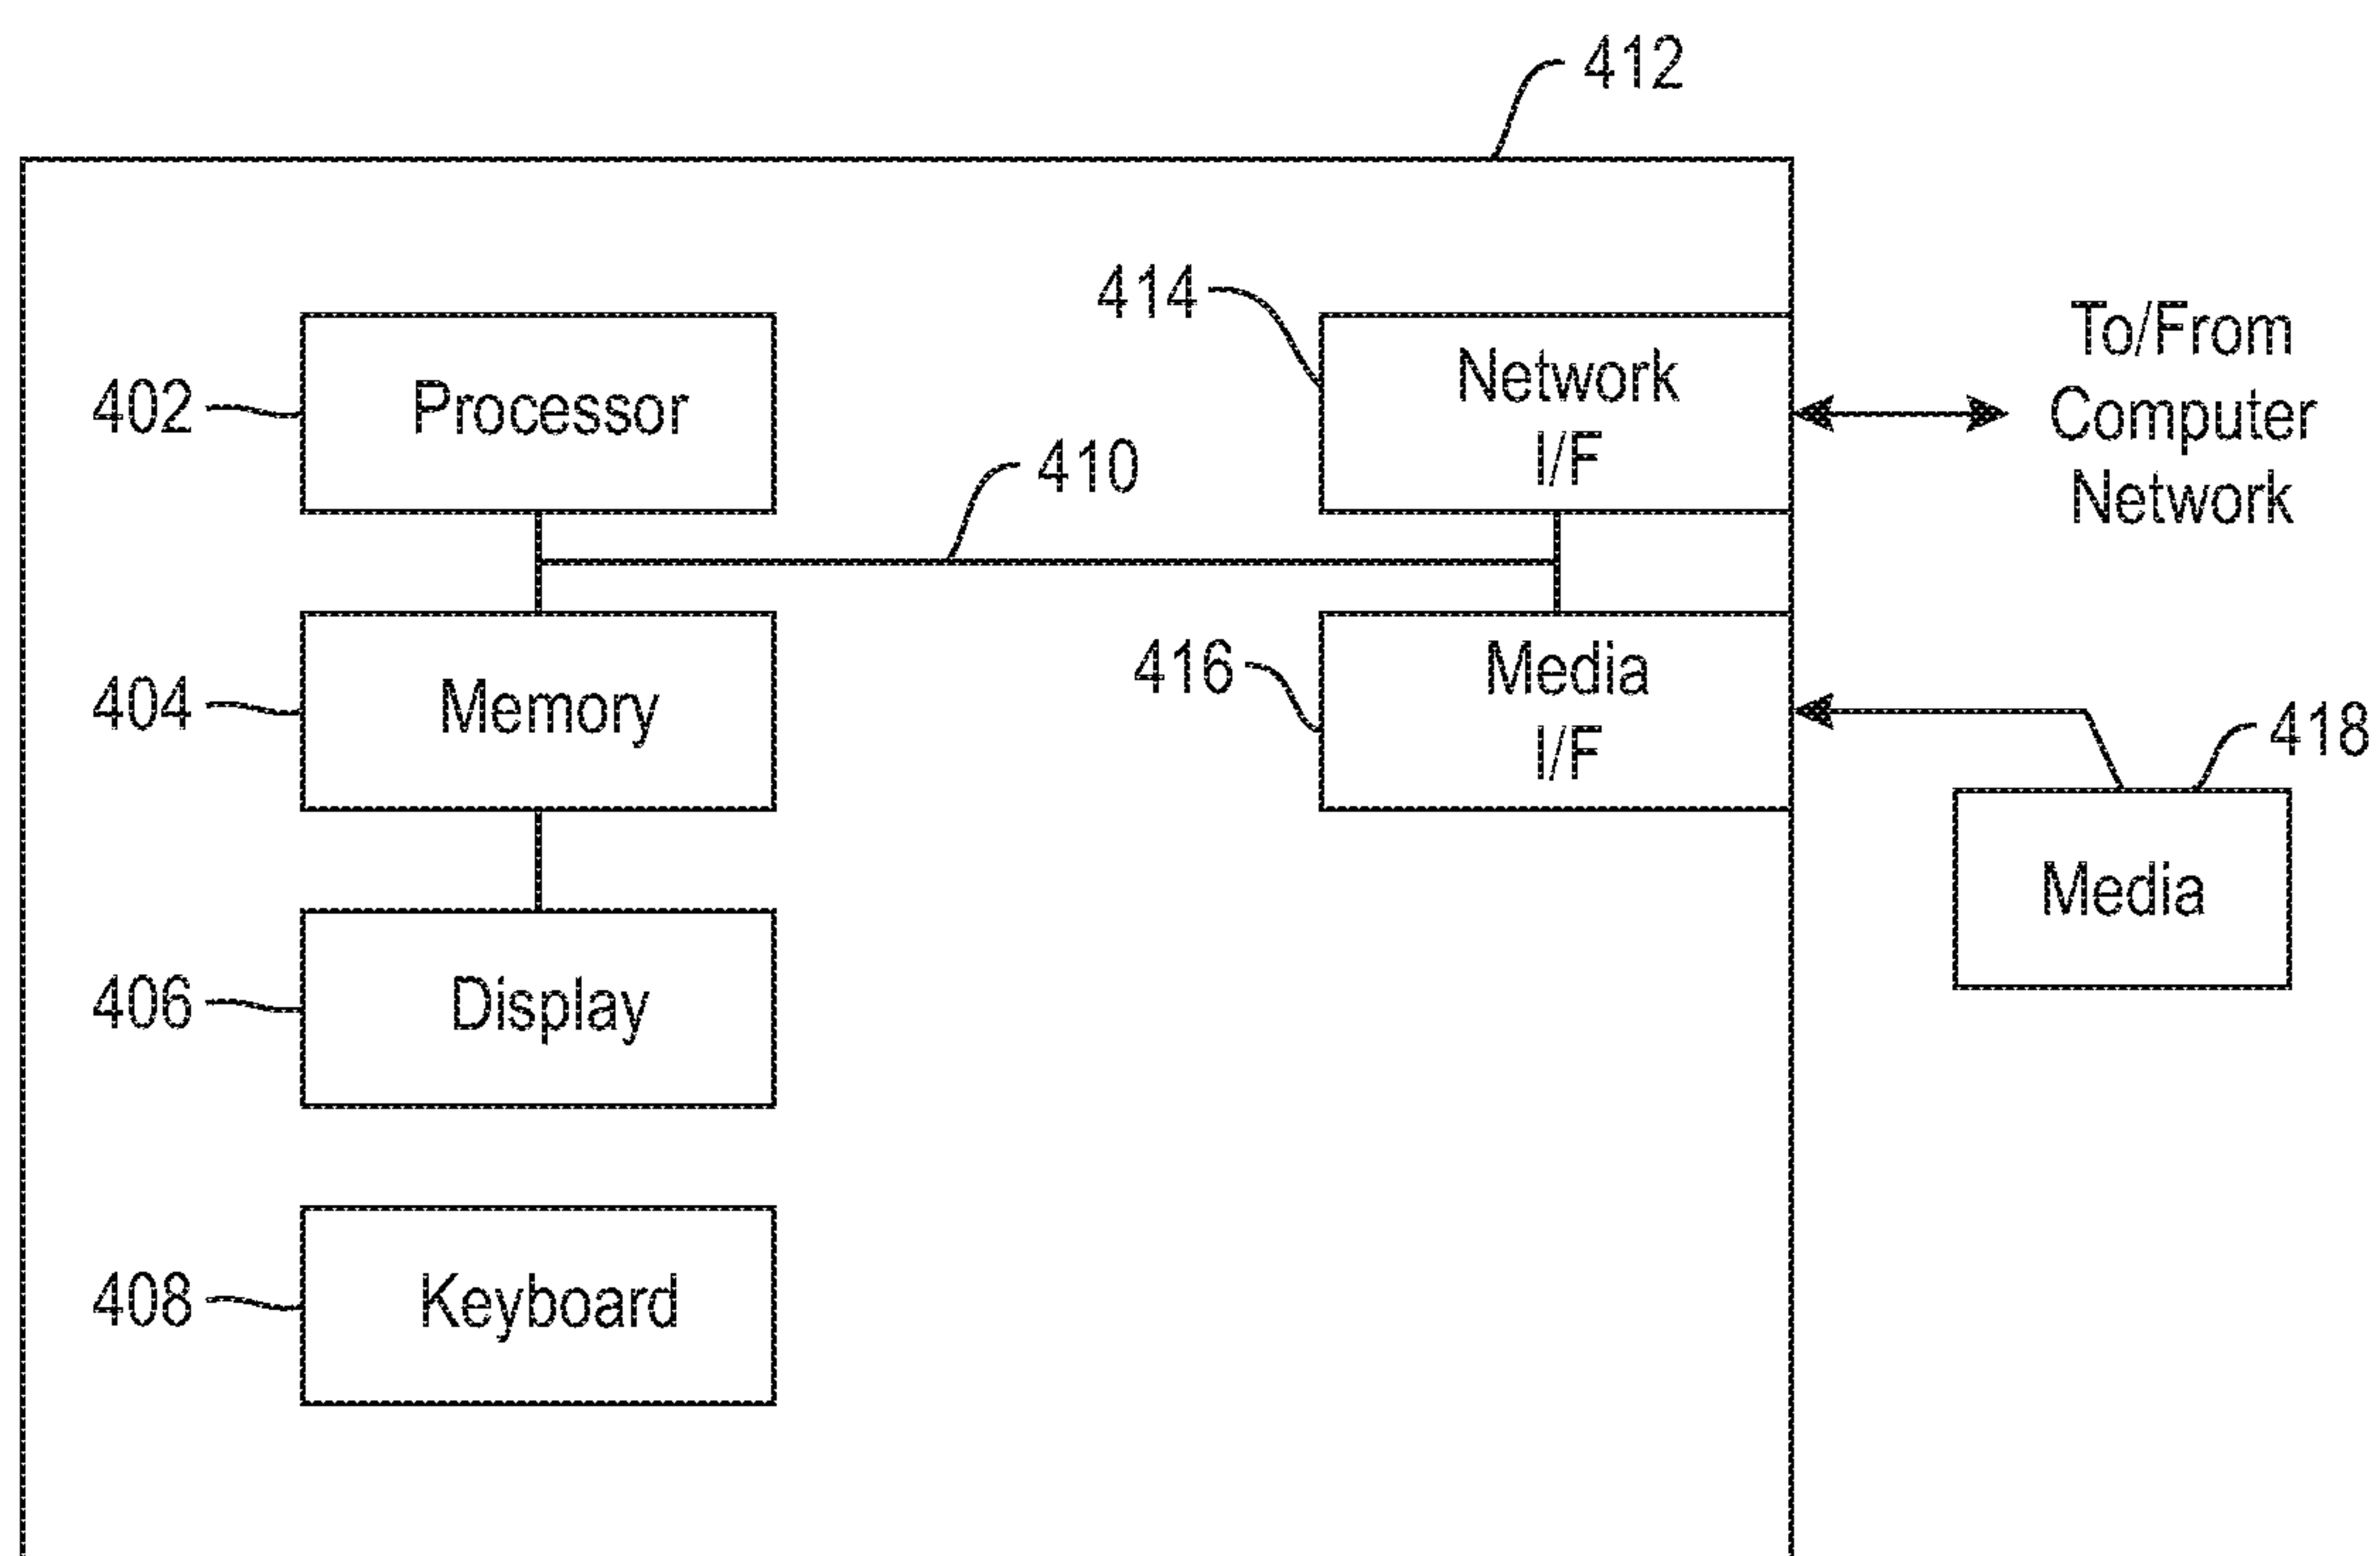 412
414
Network
I/F
To/From
Computer
Network
402
Processor
410
404
Memory
416
Media
I/F
418
Media
406
Display
408
Keyboard